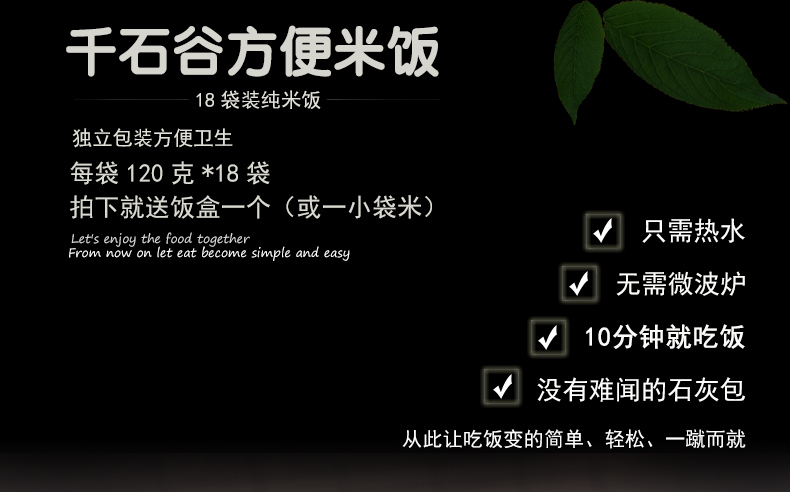 千石谷方便米饭
18 袋装纯米饭
独立包装方便卫生
每袋 120 克 *18 袋
拍下就送饭盒一个（或一小袋米）
Let's enjoy the food together
From now on let eat become simple and easy
只需热水
无需微波炉
10分钟就吃饭
没有难闻的石灰包
从此让吃饭变的简单、轻松、一蹴而就